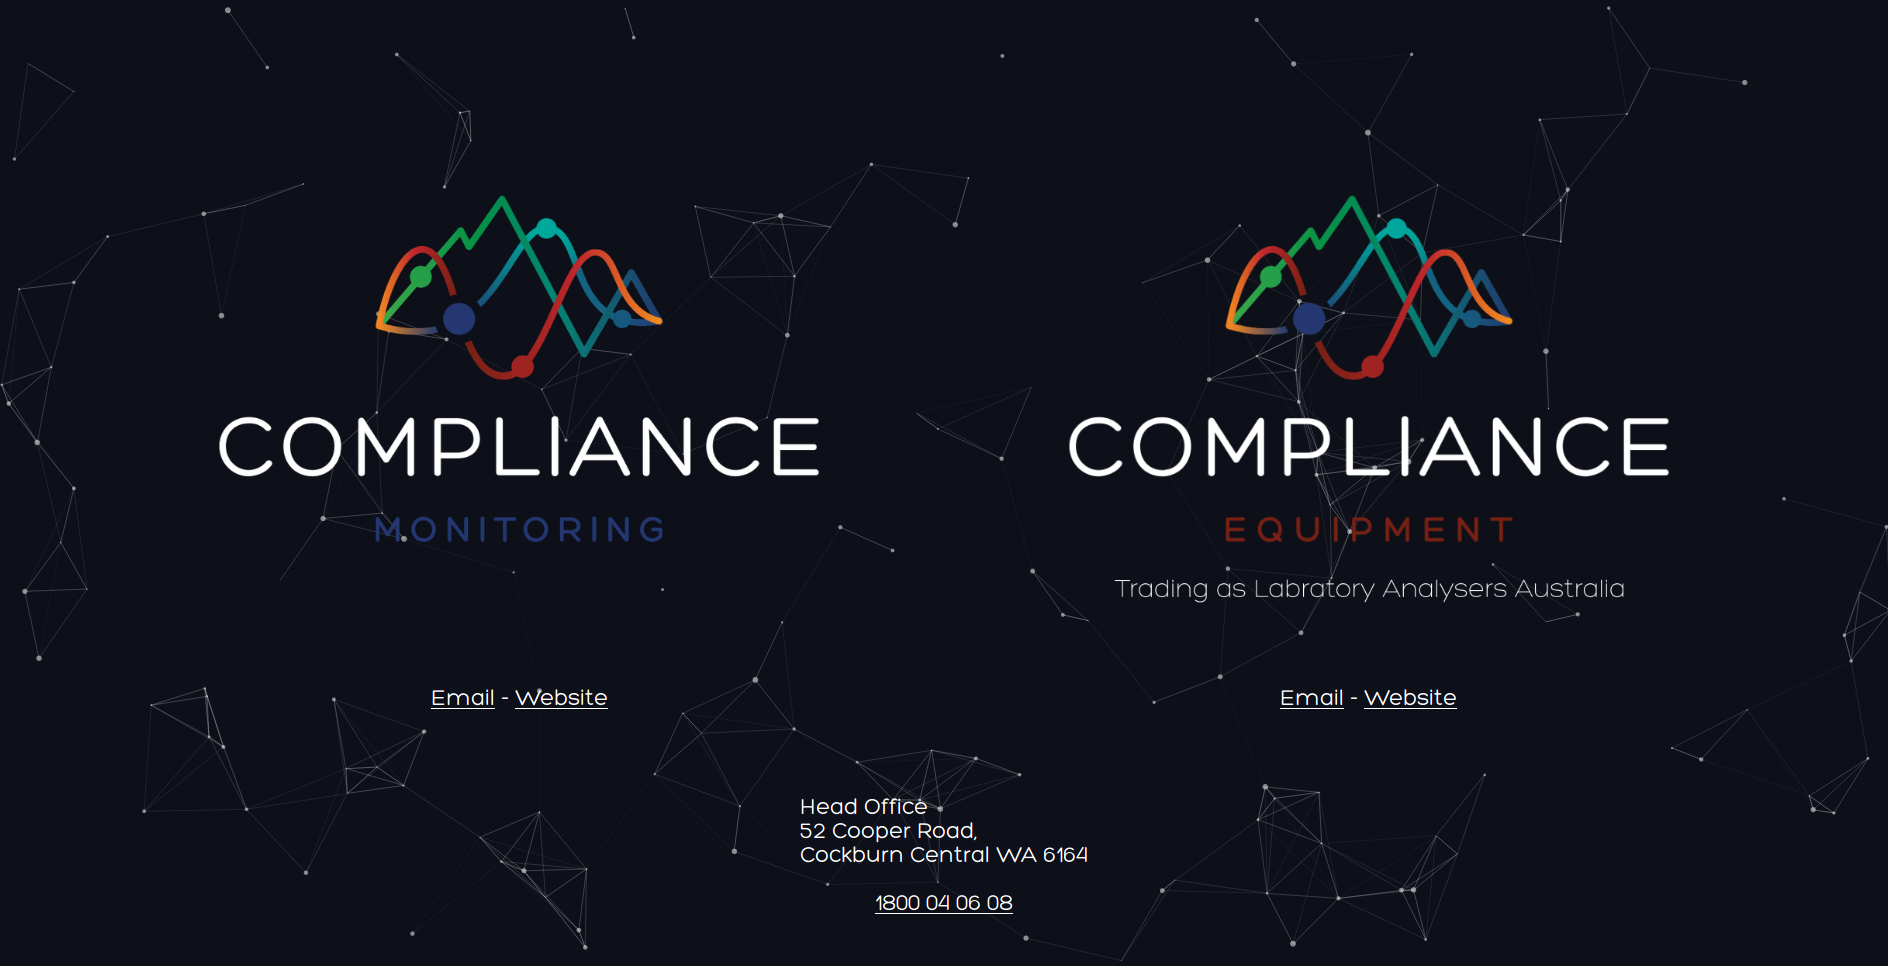 COMPLIANCE
MONITORING
Email - Website
COMPLIANCE
EQUIPMENT
Trading as Labratory Analysers Australia
Email - Website
Head Office
52 Cooper Road,
Cockburn Central WA 6164
1800 04 06 08